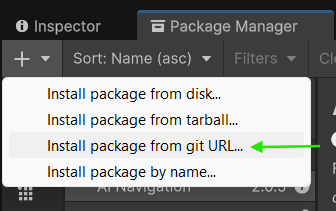 Inspector
Package Manager
Sort: Name (asc)
Filters
Install package from disk...
Install package from tarball...
Install package from git URL...
Install package by name...
AI Navigation